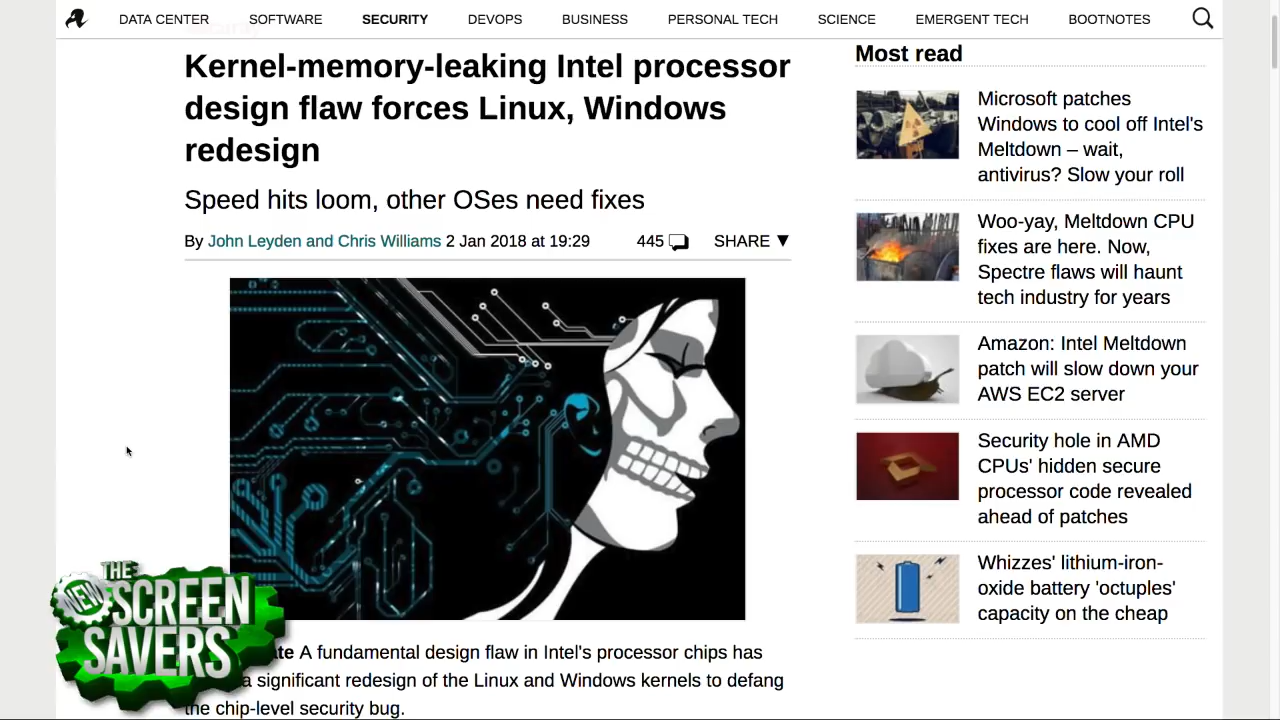 DATA CENTER SOFTWARE SECURITY DEVOPS BUSINESS PERSONAL TECH SCIENCE EMERGENT TECH BOOTNOTES
Kernel-memory-leaking Intel processor
design flaw forces Linux, Windows
redesign
Speed hits loom, other OSes need fixes
By John Leyden and Chris Williams 2 Jan 2018 at 19:29 445 SHARE ▼
A fundamental design flaw in Intel's processor chips has
a significant redesign of the Linux and Windows kernels to defang
the chip-level security bug.
Most read
Microsoft patches
Windows to cool off Intel's
Meltdown – wait,
antivirus? Slow your roll
Woo-yay, Meltdown CPU
fixes are here. Now,
Spectre flaws will haunt
tech industry for years
Amazon: Intel Meltdown
patch will slow down your
AWS EC2 server
Security hole in AMD
CPUs' hidden secure
processor code revealed
ahead of patches
Whizzes' lithium-iron-
oxide battery 'octuples'
capacity on the cheap
THE
NEW SCREEN
SAVERS